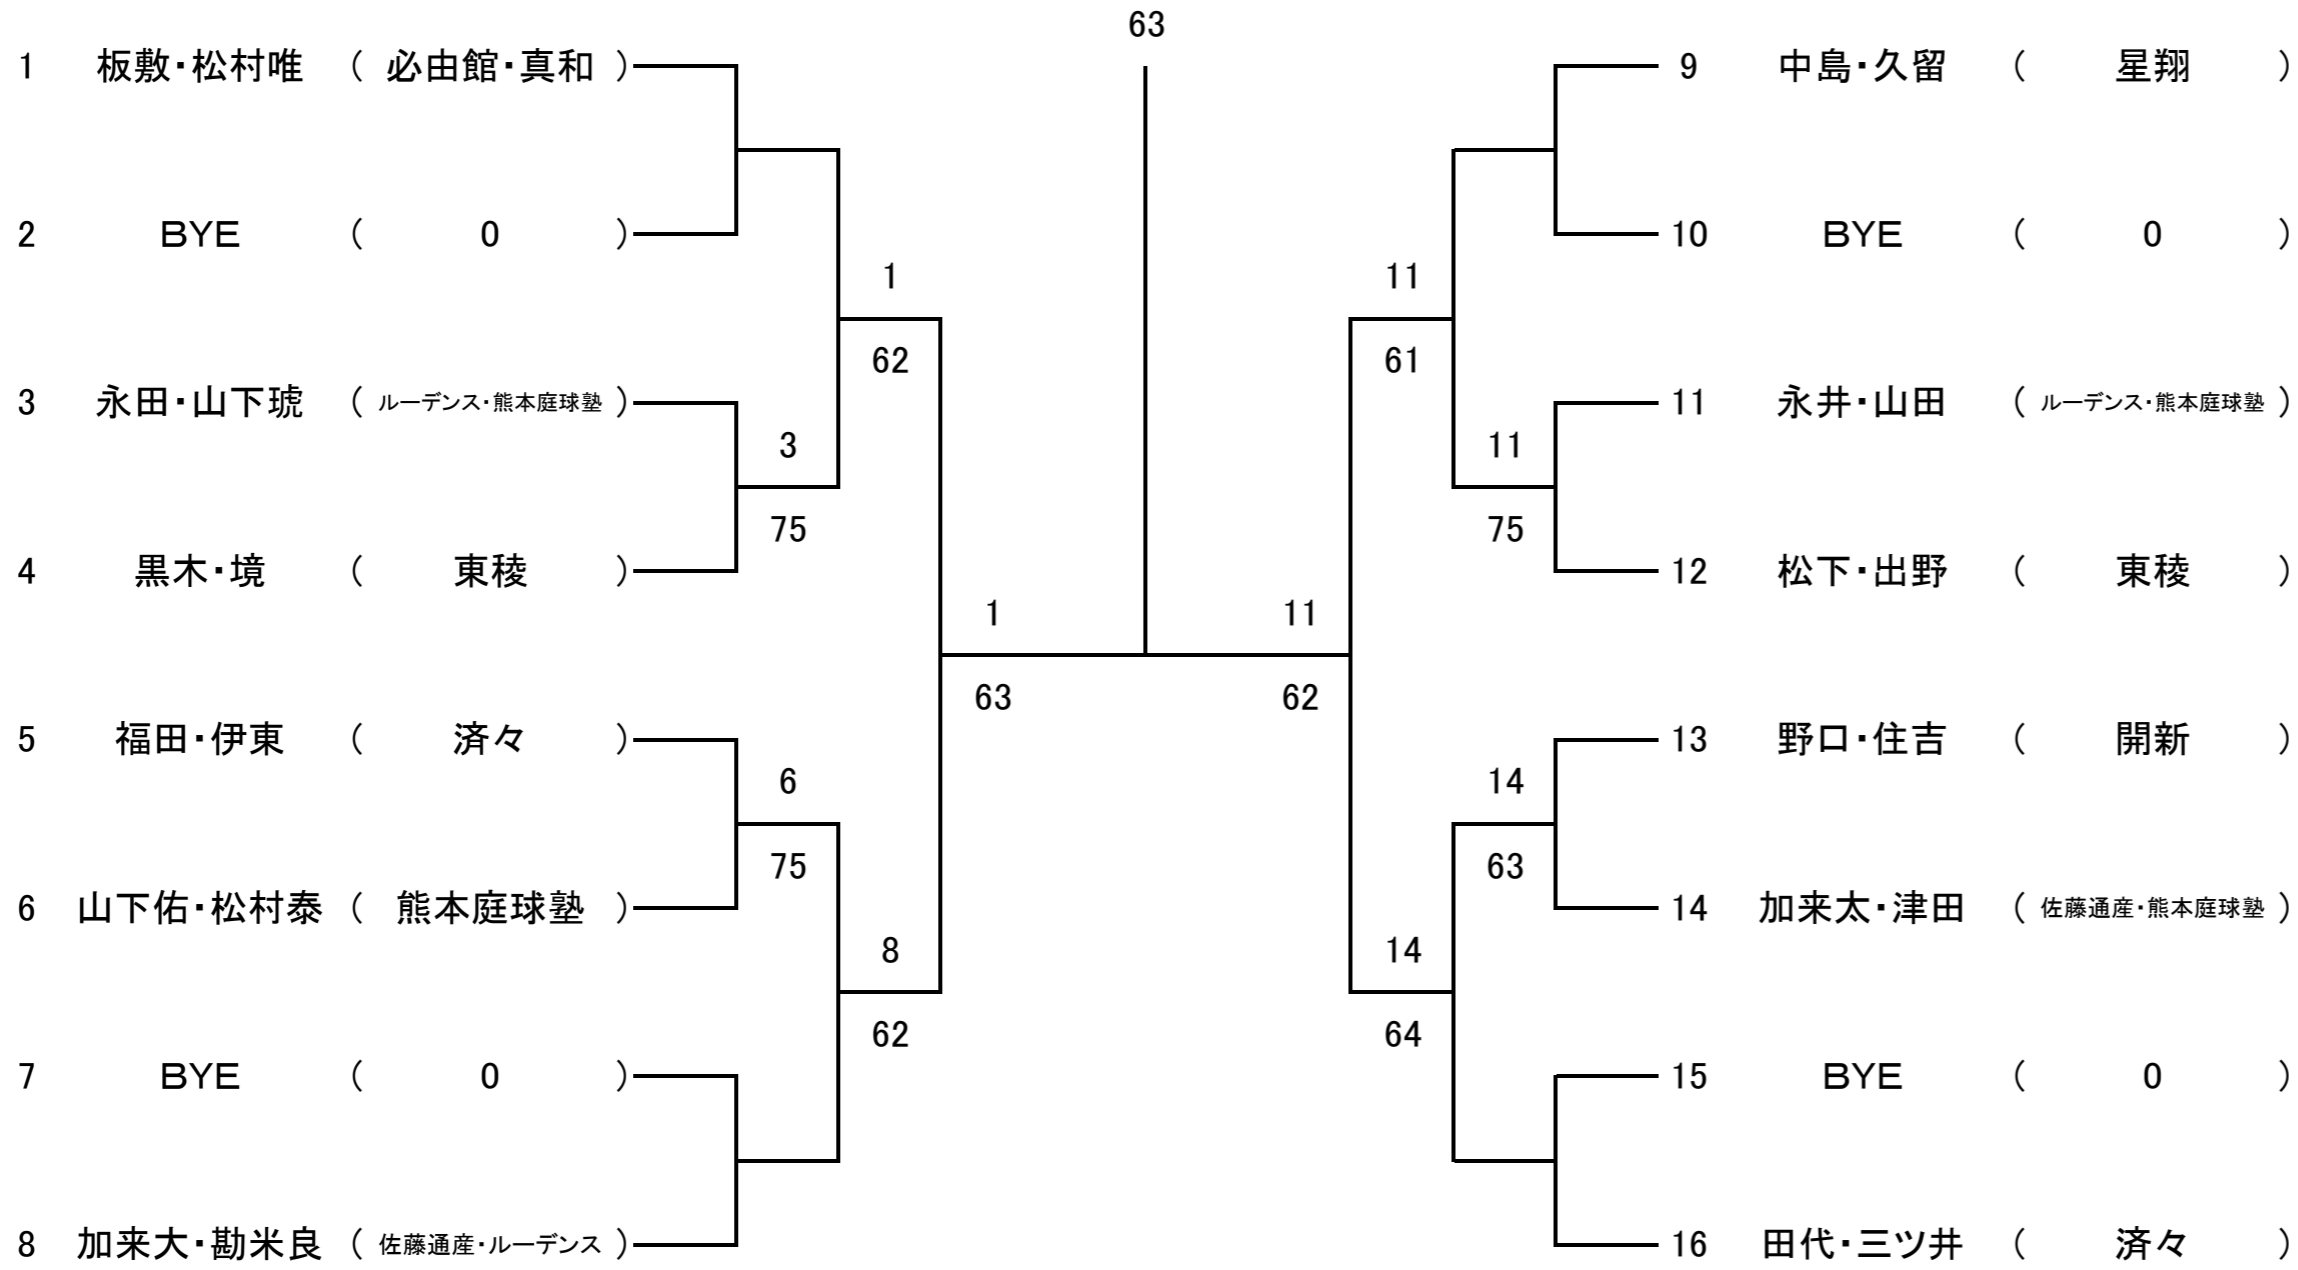 63
1 板敷・松村唯 ( 必由館・真和 )
9 中島・久留 ( 星翔 )
2 BYE ( 0 )
10 BYE ( 0 )
1
11
62
61
3 永田・山下琥 ( ルーデンス・熊本庭球塾 )
11 永井・山田 ( ルーデンス・熊本庭球塾 )
3
11
75
75
4 黒木・境 ( 東稜 )
12 松下・出野 ( 東稜 )
1
11
63
62
5 福田・伊東 ( 済々 )
13 野口・住吉 ( 開新 )
6
14
75
63
6 山下佑・松村泰 ( 熊本庭球塾 )
14 加来太・津田 ( 佐藤通産・熊本庭球塾 )
8
14
62
64
7 BYE ( 0 )
15 BYE ( 0 )
8 加来大・勘米良 ( 佐藤通産・ルーデンス )
16 田代・三ツ井 ( 済々 )